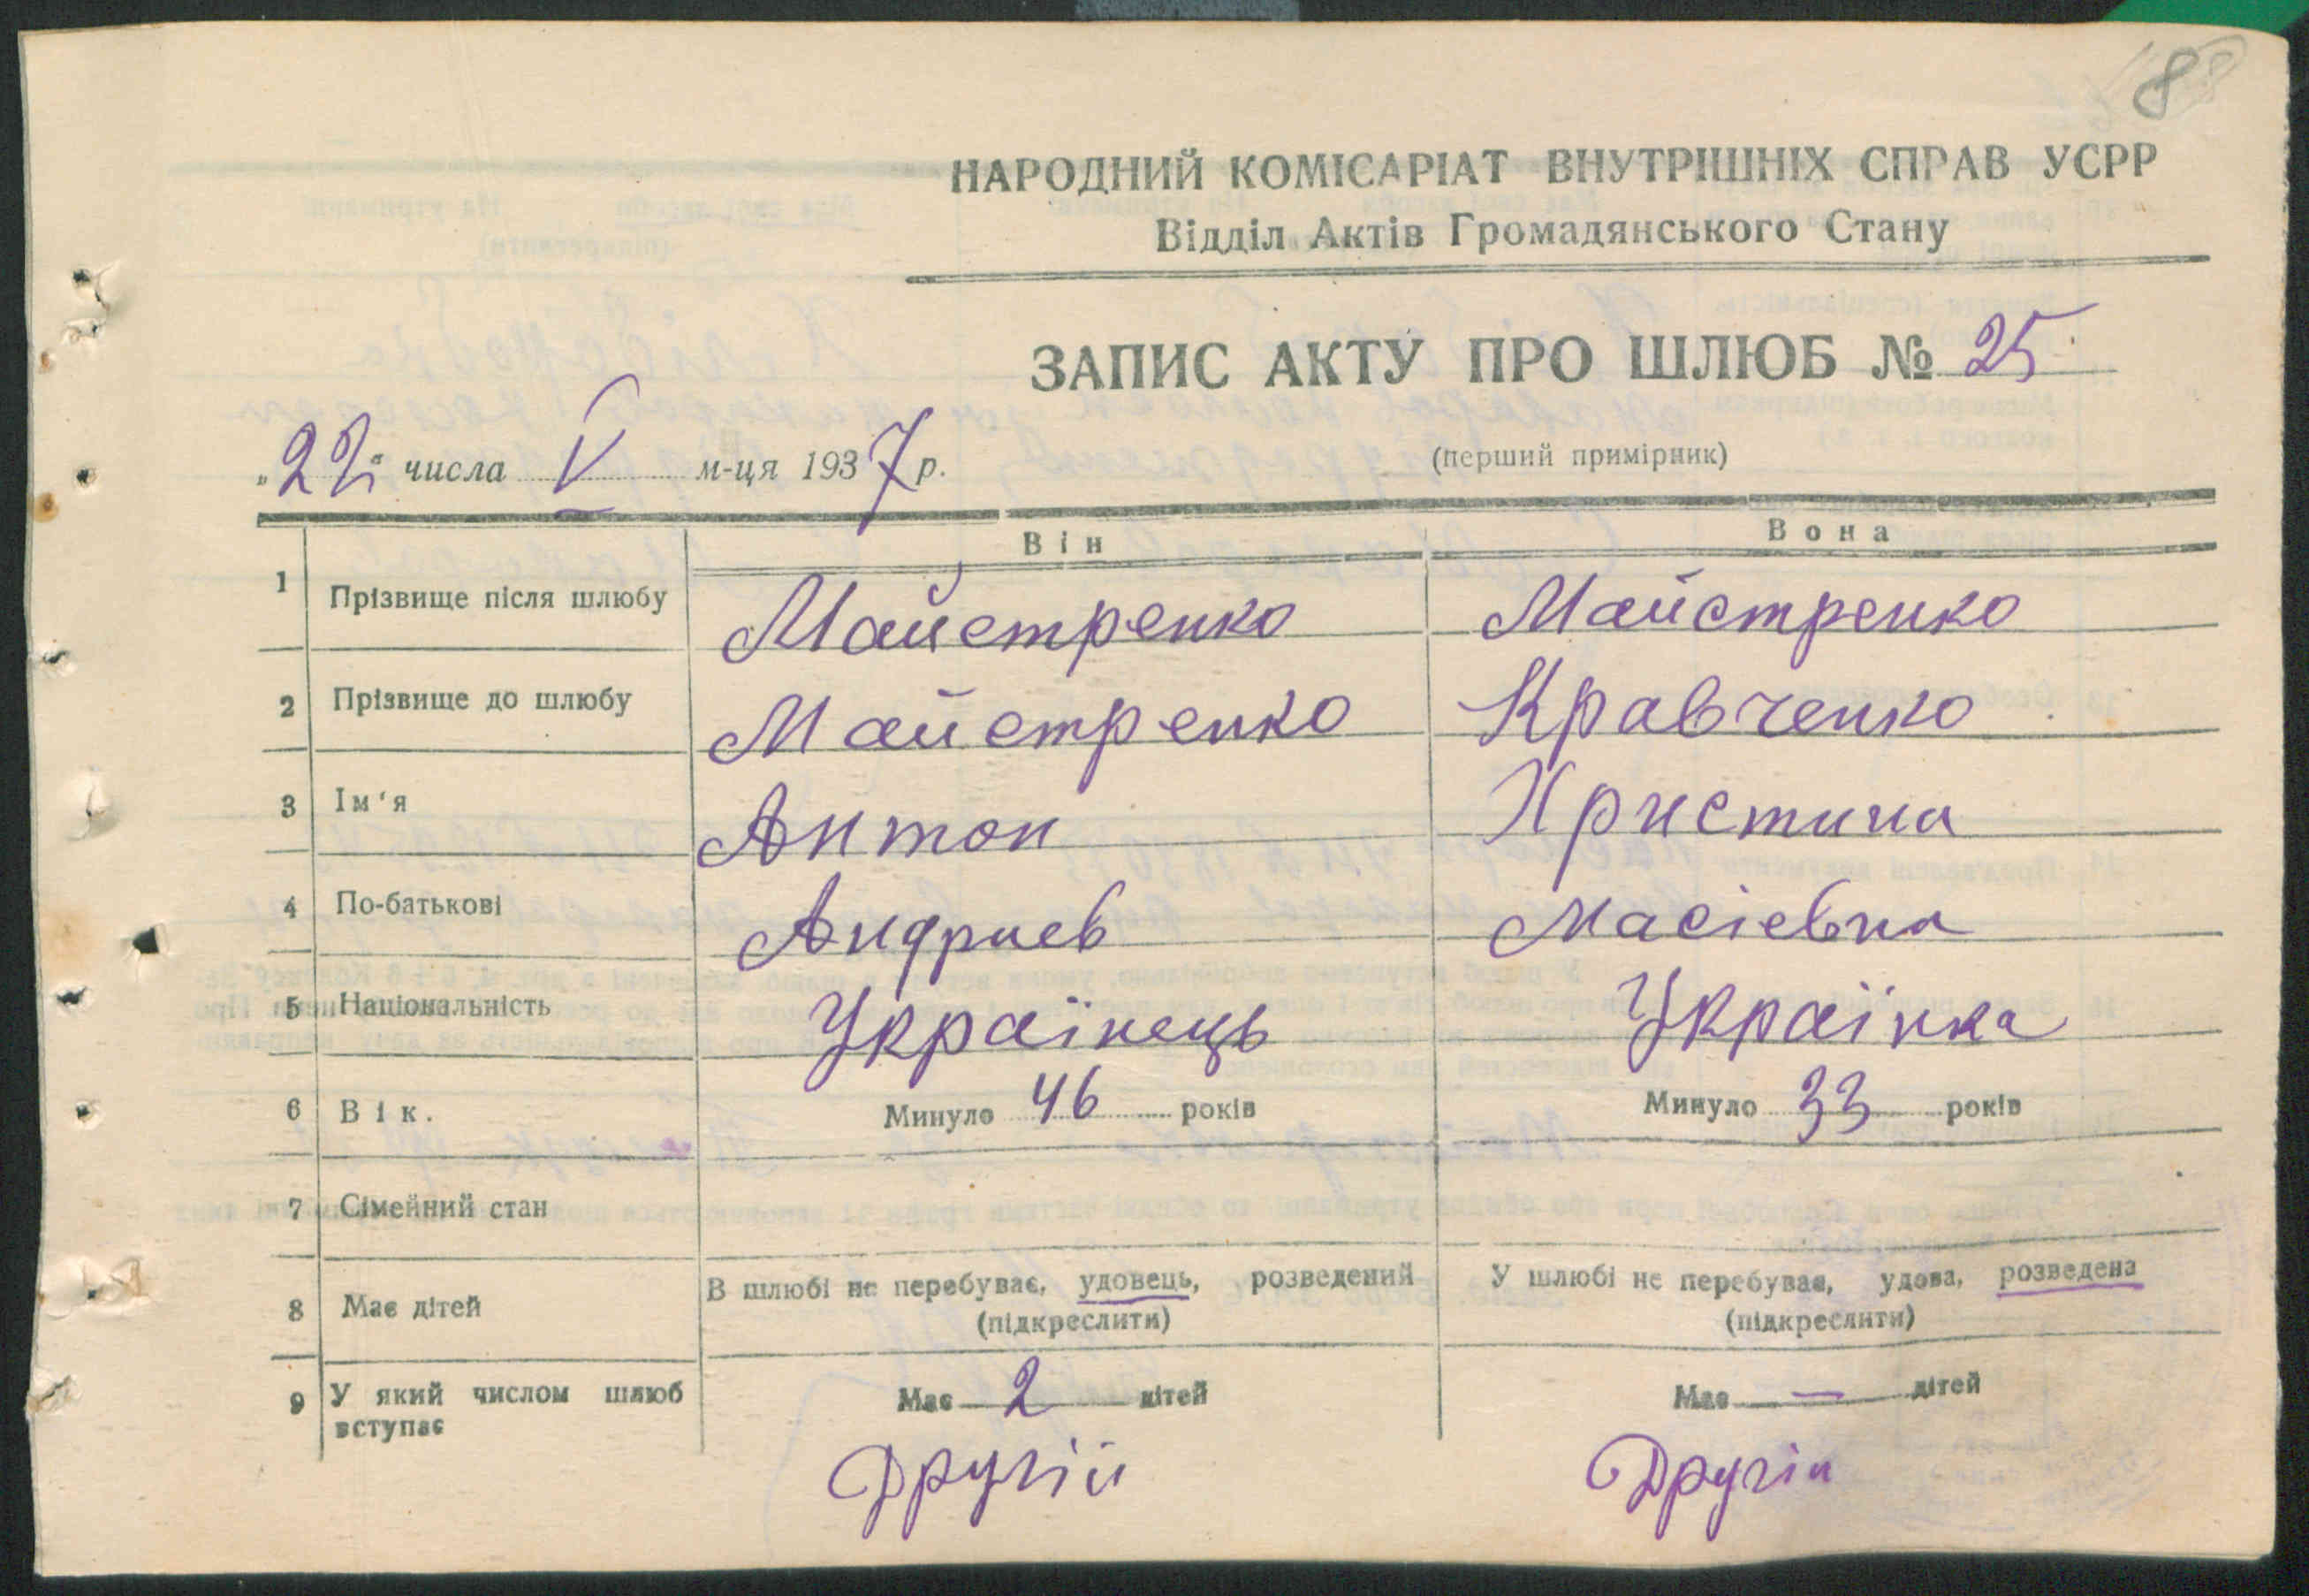 8
НАРОДНИЙ КОМІСАРІАТ ВНУТРІШНІХ СПРАВ УСРР
Відділ Актів Громадянського Стану
ЗАПИС АКТУ ПРО ШЛЮБ № 25
„22“ числа V м-ця 1937 р.
(перший примірник)
Він Вона
1 Прізвище після шлюбу Майстренко Майстренко
2 Прізвище до шлюбу Майстренко Кравченко
3 Ім'я Антон Христина
4 По-батькові Андриев Масіевна
5 Національність Українець Українка
6 Вік. Минуло 46 років Минуло 33 років
7 Сімейний стан
В шлюбі не перебуває, удовець, розведений У шлюбі не перебуває, удова, розведена
8 Має дітей (підкреслити) (підкреслити)
9 У який числом шлюб Має 2 дітей Має — дітей
вступає
Другій Другій